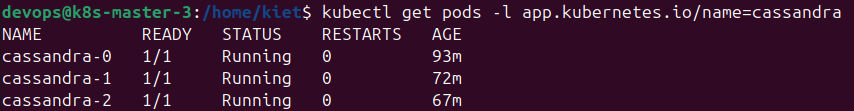 devops@k8s-master-3:/home/kiet$ kubectl get pods -l app.kubernetes.io/name=cassandra
NAME          READY   STATUS    RESTARTS   AGE
cassandra-0   1/1     Running   0          93m
cassandra-1   1/1     Running   0          72m
cassandra-2   1/1     Running   0          67m